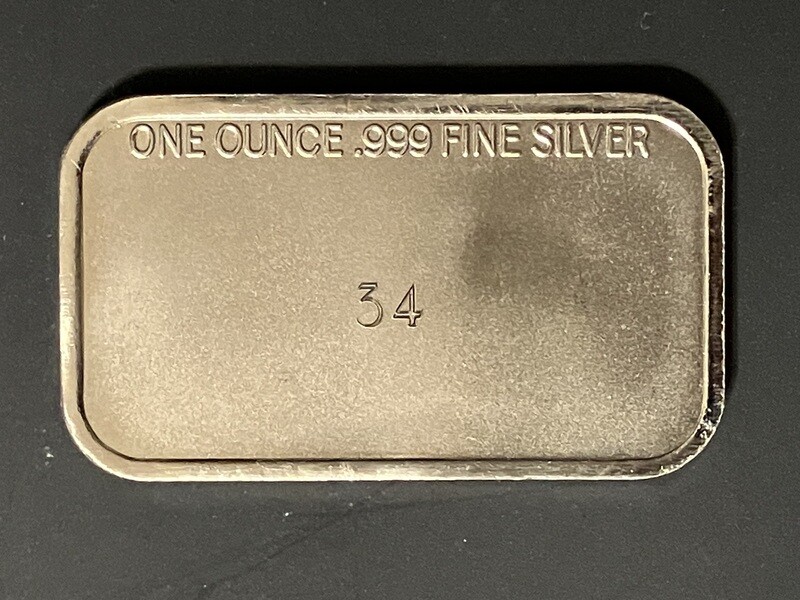 ONE OUNCE .999 FINE SILVER
34